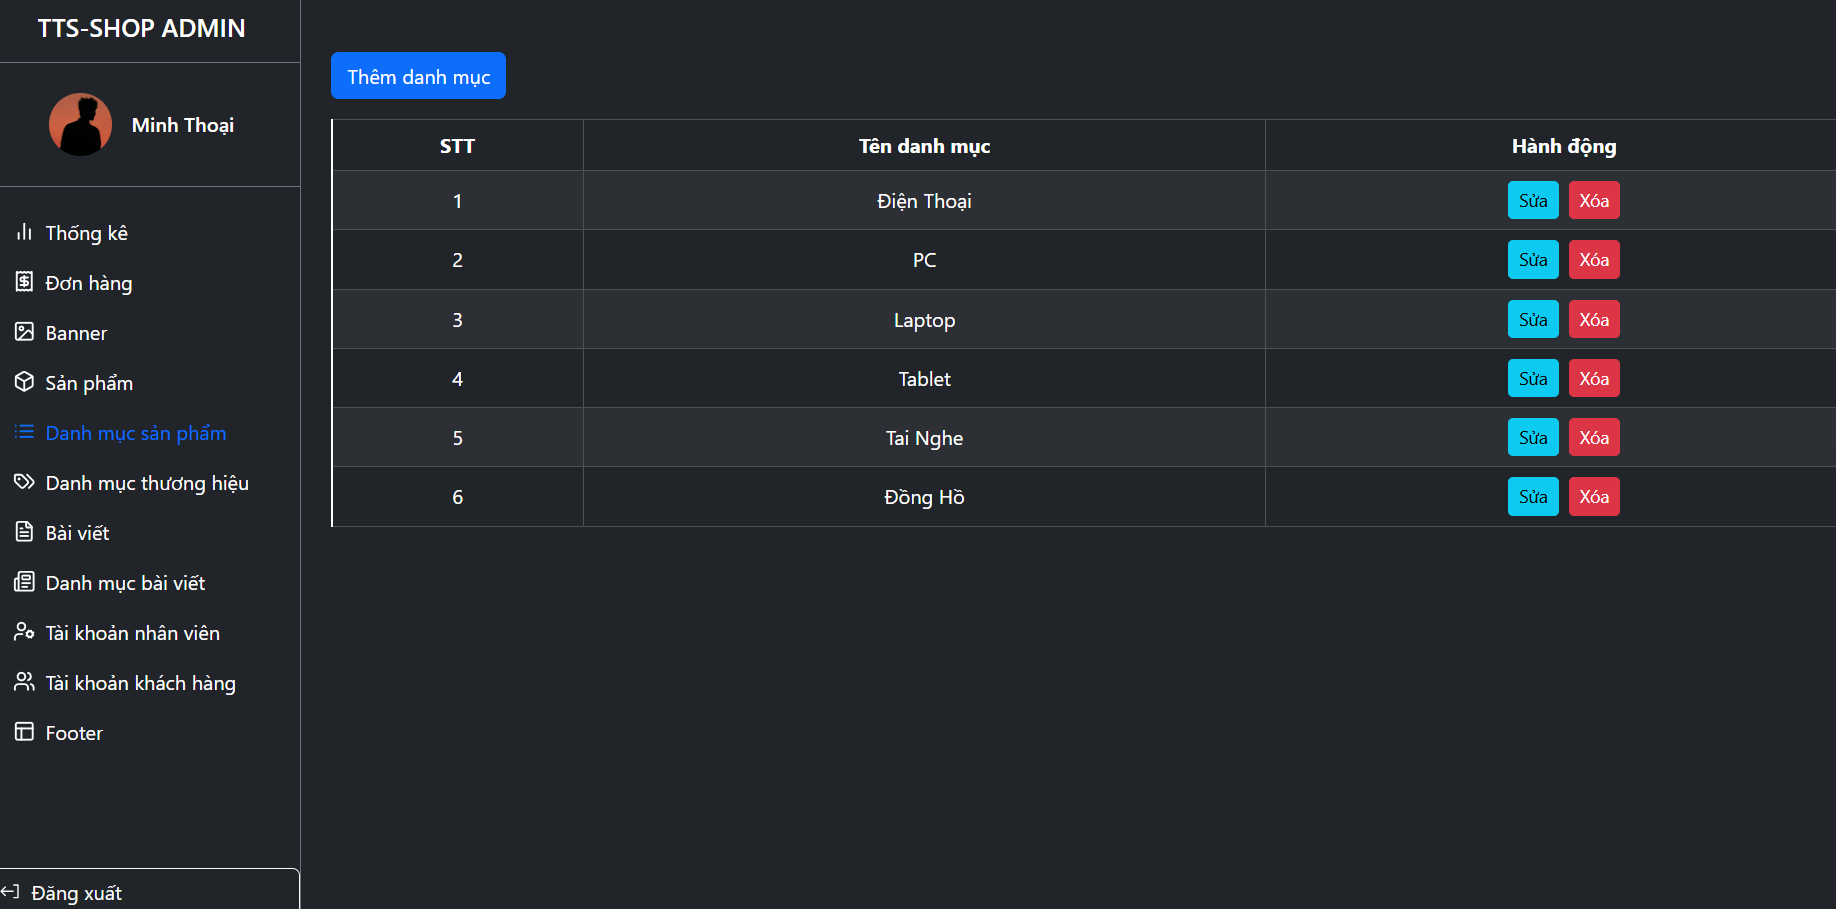 TTS-SHOP ADMIN
Minh Thoại
Thống kê
Đơn hàng
Banner
Sản phẩm
Danh mục sản phẩm
Danh mục thương hiệu
Bài viết
Danh mục bài viết
Tài khoản nhân viên
Tài khoản khách hàng
Footer
Đăng xuất
Thêm danh mục
STT Tên danh mục Hành động
1 Điện Thoại Sửa Xóa
2 PC Sửa Xóa
3 Laptop Sửa Xóa
4 Tablet Sửa Xóa
5 Tai Nghe Sửa Xóa
6 Đồng Hồ Sửa Xóa